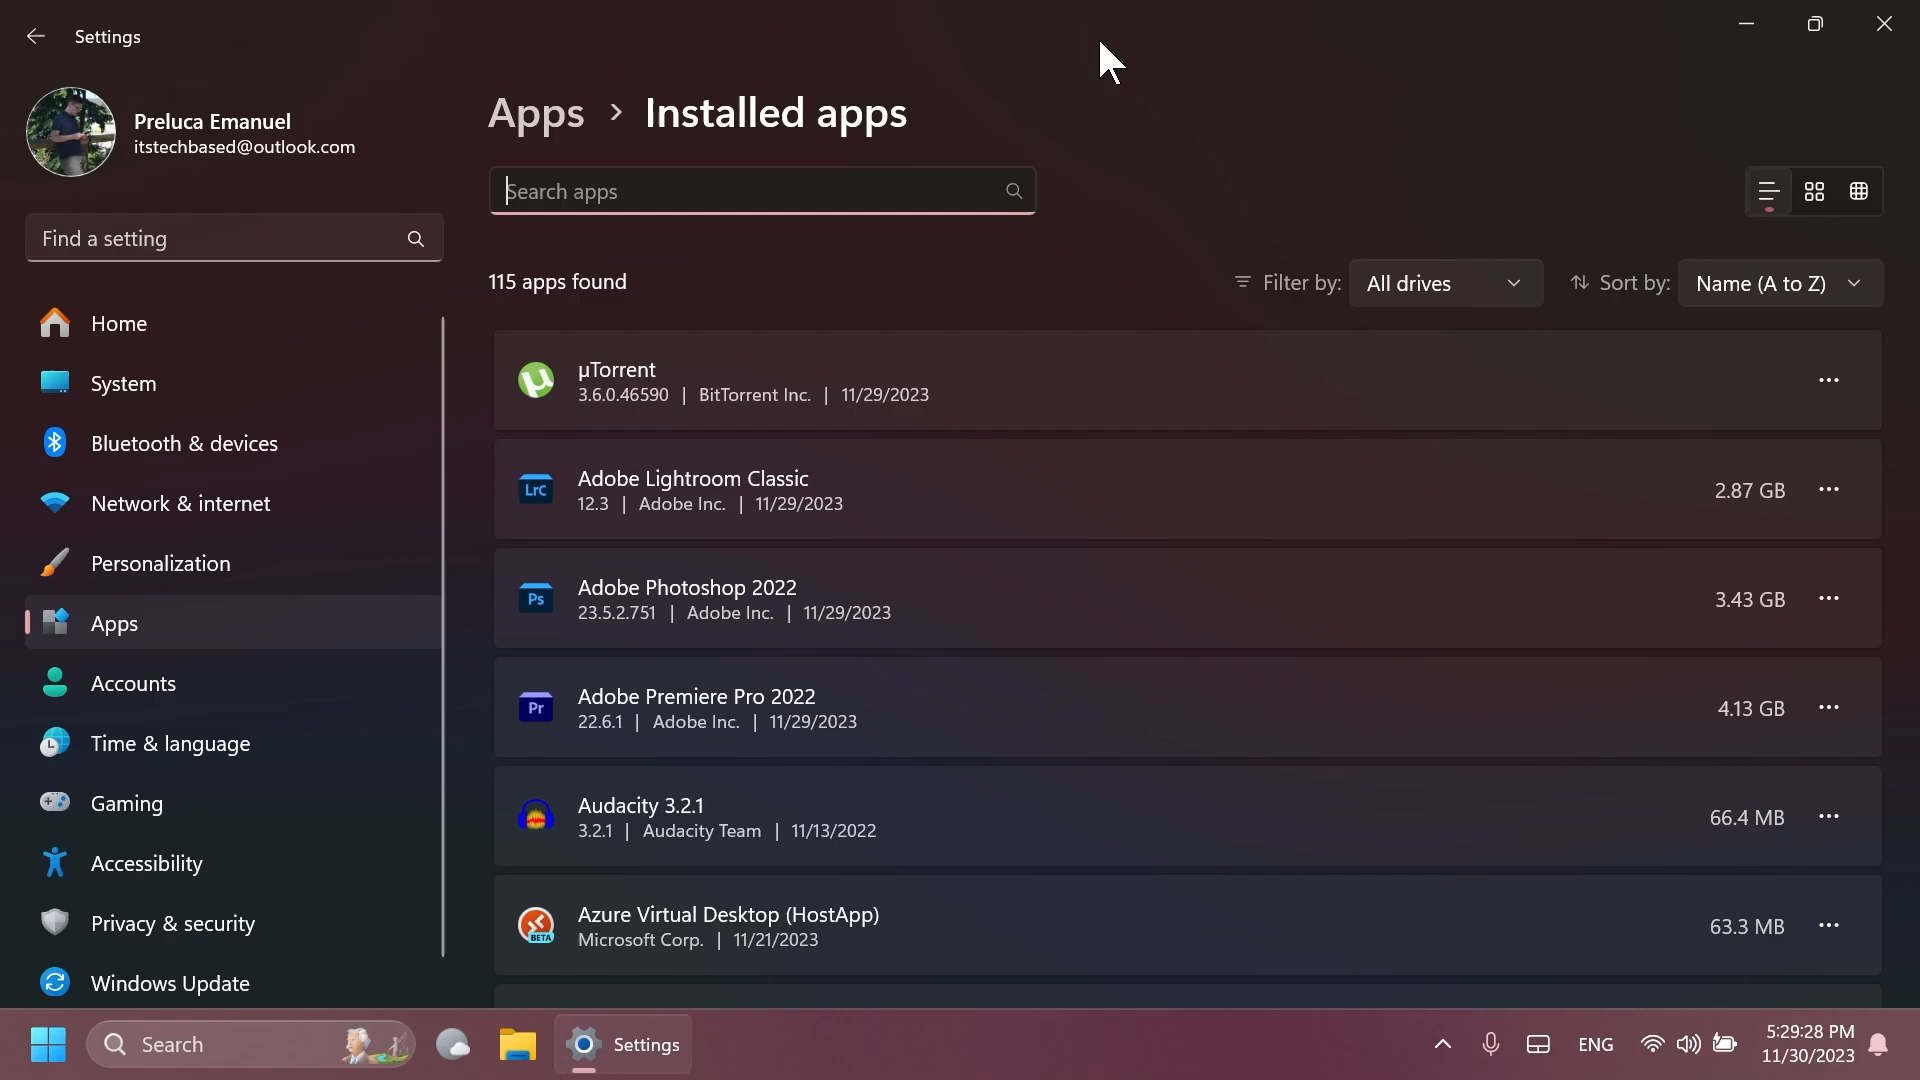 Settings
Preluca Emanuel
itstechbased@outlook.com
Find a setting
Home
System
Bluetooth & devices
Network & internet
Personalization
Apps
Accounts
Time & language
Gaming
Accessibility
Privacy & security
Windows Update
Apps > Installed apps
Search apps
115 apps found
Filter by: All drives
Sort by: Name (A to Z)
µTorrent
3.6.0.46590 | BitTorrent Inc. | 11/29/2023
LrC
Adobe Lightroom Classic
12.3 | Adobe Inc. | 11/29/2023
2.87 GB
Ps
Adobe Photoshop 2022
23.5.2.751 | Adobe Inc. | 11/29/2023
3.43 GB
Pr
Adobe Premiere Pro 2022
22.6.1 | Adobe Inc. | 11/29/2023
4.13 GB
Audacity 3.2.1
3.2.1 | Audacity Team | 11/13/2022
66.4 MB
BETA
Azure Virtual Desktop (HostApp)
Microsoft Corp. | 11/21/2023
63.3 MB
Search
Settings
ENG
5:29:28 PM
11/30/2023